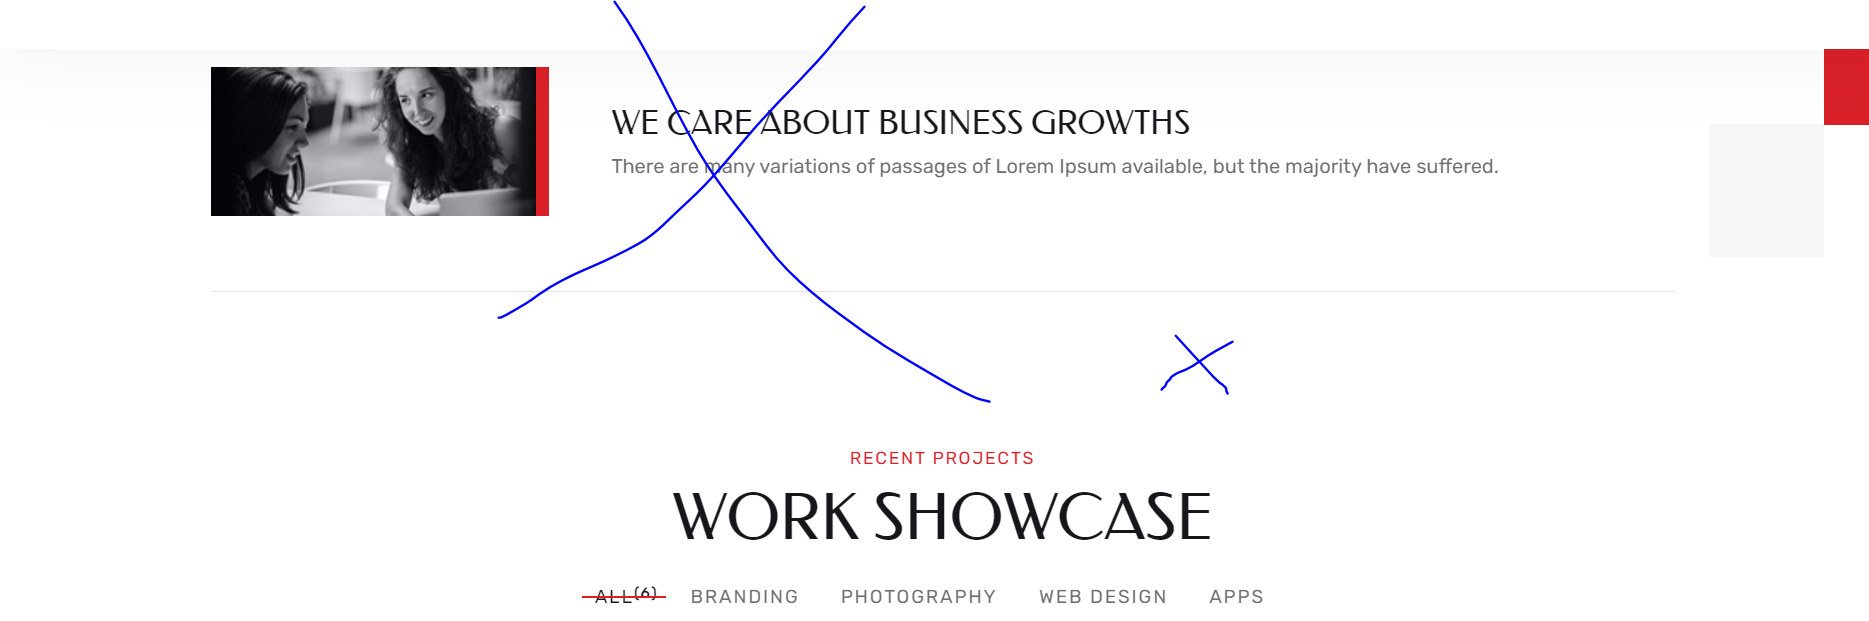 WE CARE ABOUT BUSINESS GROWTHS
There are many variations of passages of Lorem Ipsum available, but the majority have suffered.
RECENT PROJECTS
WORK SHOWCASE
ALL(6) BRANDING PHOTOGRAPHY WEB DESIGN APPS